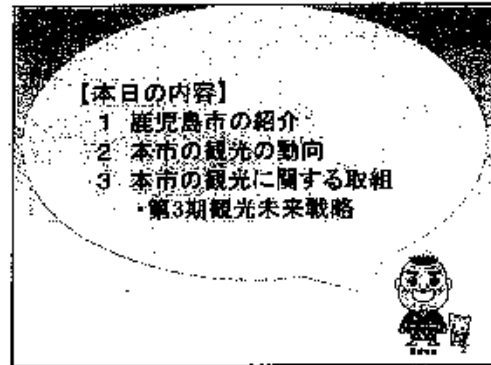 【本日の内容】
1 鹿児島市の紹介
2 本市の観光の動向
3 本市の観光に関する取組
・第3期観光未来戦略